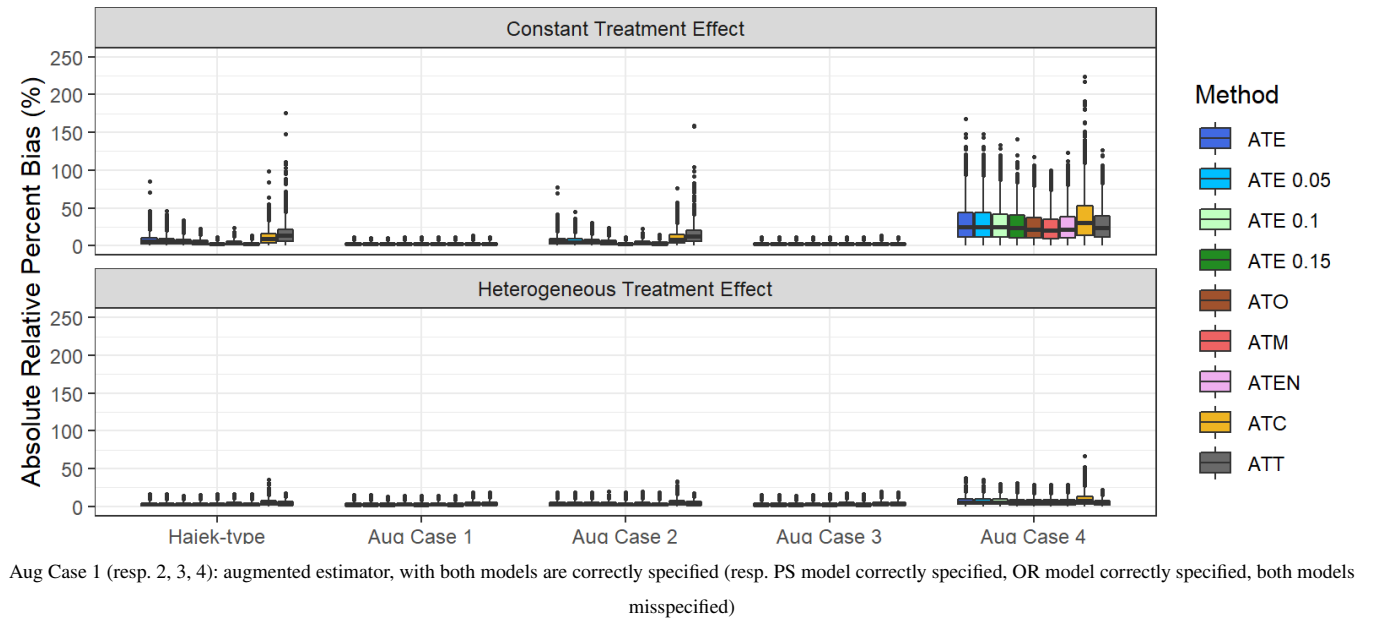 Constant Treatment Effect
250
200
150
100
50
0
Absolute Relative Percent Bias (%)
Heterogeneous Treatment Effect
250
200
150
100
50
0
Hajek-type Aug Case 1 Aug Case 2 Aug Case 3 Aug Case 4
Method
ATE
ATE 0.05
ATE 0.1
ATE 0.15
ATO
ATM
ATEN
ATC
ATT
Aug Case 1 (resp. 2, 3, 4): augmented estimator, with both models are correctly specified (resp. PS model correctly specified, OR model correctly specified, both models
misspecified)